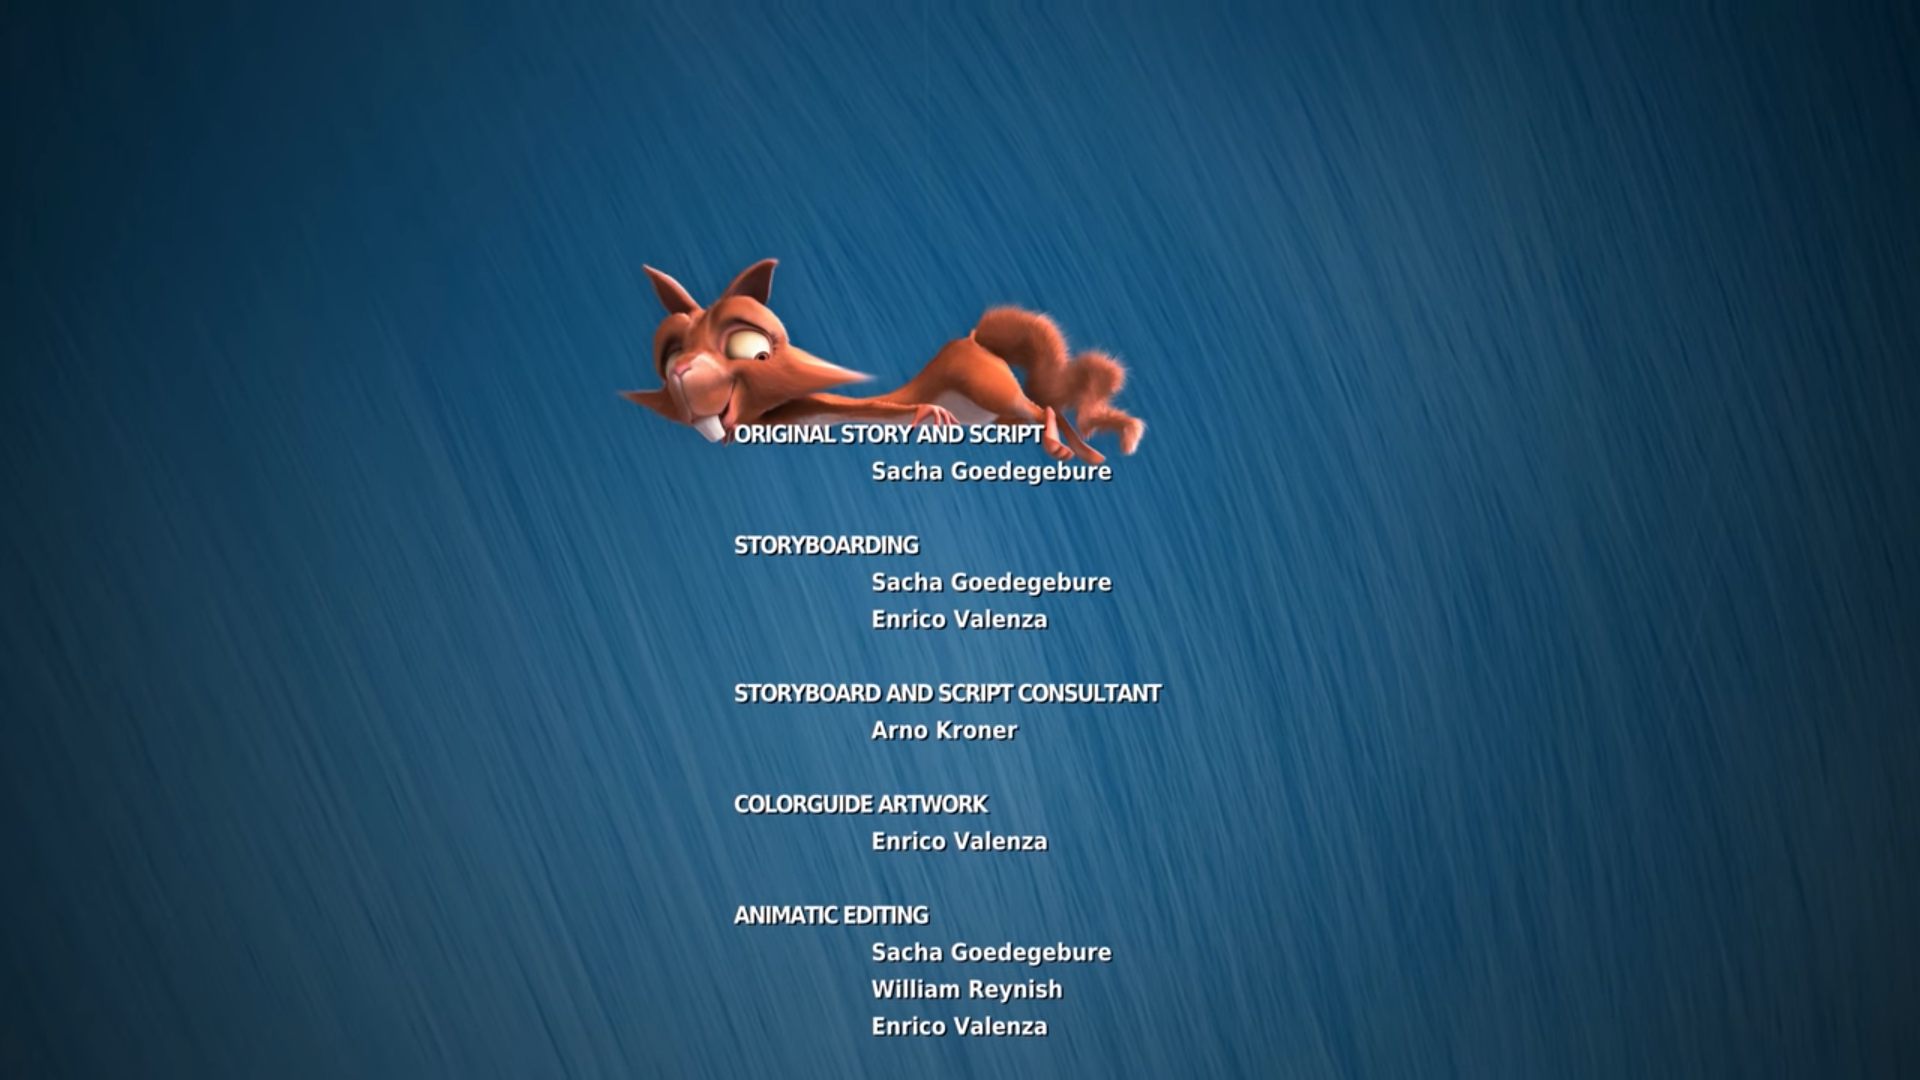 ORIGINAL STORY AND SCRIPT
Sacha Goedegebure
STORYBOARDING
Sacha Goedegebure
Enrico Valenza
STORYBOARD AND SCRIPT CONSULTANT
Arno Kroner
COLORGUIDE ARTWORK
Enrico Valenza
ANIMATIC EDITING
Sacha Goedegebure
William Reynish
Enrico Valenza